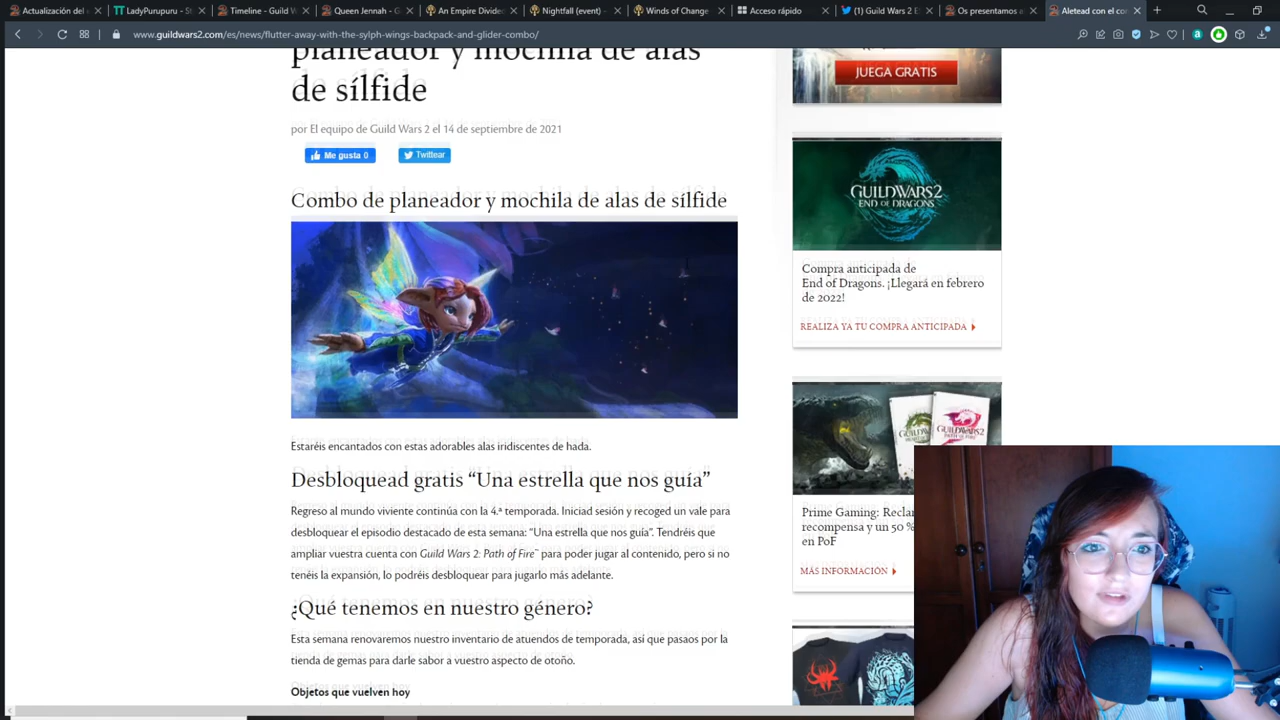 Actualización del
LadyPurupuru - St
Timeline - Guild W
Queen Jennah - G
An Empire Divided
Nightfall (event) -
Winds of Change
Acceso rápido
(1) Guild Wars 2 E
Os presentamos a
Aletead con el co
www.guildwars2.com/es/news/flutter-away-with-the-sylph-wings-backpack-and-glider-combo/
planeador y mochila de alas
de sílfide
por El equipo de Guild Wars 2 el 14 de septiembre de 2021
Me gusta 0
Twittear
Combo de planeador y mochila de alas de sílfide
Estaréis encantados con estas adorables alas iridiscentes de hada.
Desbloquead gratis “Una estrella que nos guía”
Regreso al mundo viviente continúa con la 4.ª temporada. Iniciad sesión y recoged un vale para
desbloquear el episodio destacado de esta semana: “Una estrella que nos guía”. Tendréis que
ampliar vuestra cuenta con Guild Wars 2: Path of Fire™ para poder jugar al contenido, pero si no
tenéis la expansión, lo podréis desbloquear para jugarlo más adelante.
¿Qué tenemos en nuestro género?
Esta semana renovaremos nuestro inventario de atuendos de temporada, así que pasaos por la
tienda de gemas para darle sabor a vuestro aspecto de otoño.
Objetos que vuelven hoy
JUEGA GRATIS
GUILD WARS 2
END OF DRAGONS
Compra anticipada de
End of Dragons. ¡Llegará en febrero
de 2022!
REALIZA YA TU COMPRA ANTICIPADA
Prime Gaming: Recla
recompensa y un 50 %
en PoF
MÁS INFORMACIÓN